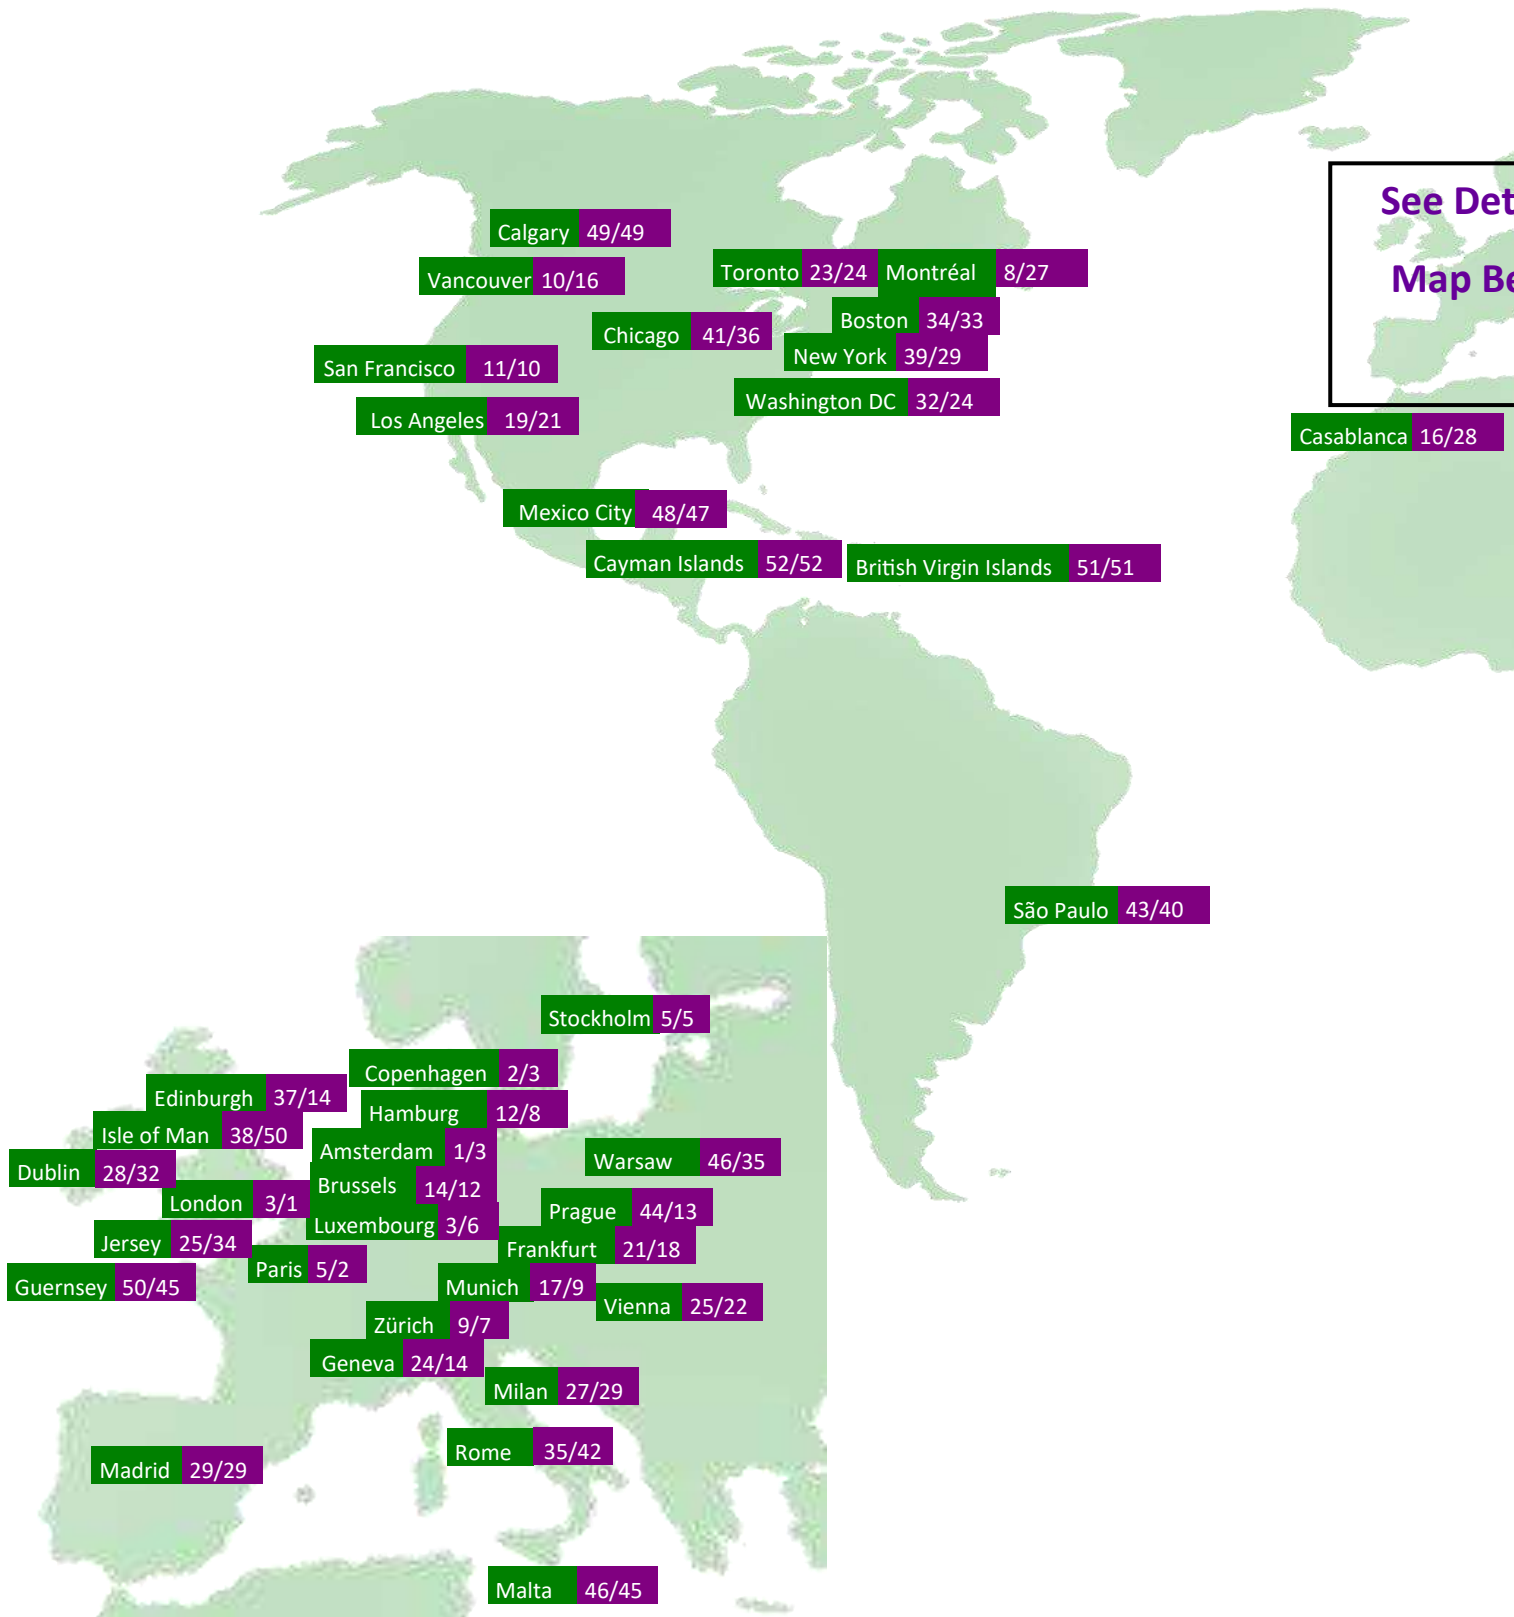 See Det
Map Be
Calgary 49/49
Vancouver 10/16
Toronto 23/24 Montréal 8/27
Boston 34/33
Chicago 41/36
New York 39/29
San Francisco 11/10
Washington DC 32/24
Los Angeles 19/21
Casablanca 16/28
Mexico City 48/47
Cayman Islands 52/52
British Virgin Islands 51/51
São Paulo 43/40
Stockholm 5/5
Copenhagen 2/3
Edinburgh 37/14
Hamburg 12/8
Isle of Man 38/50
Amsterdam 1/3
Warsaw 46/35
Dublin 28/32
Brussels 14/12
London 3/1
Prague 44/13
Luxembourg 3/6
Jersey 25/34
Frankfurt 21/18
Paris 5/2
Guernsey 50/45
Munich 17/9
Vienna 25/22
Zürich 9/7
Geneva 24/14
Milan 27/29
Rome 35/42
Madrid 29/29
Malta 46/45